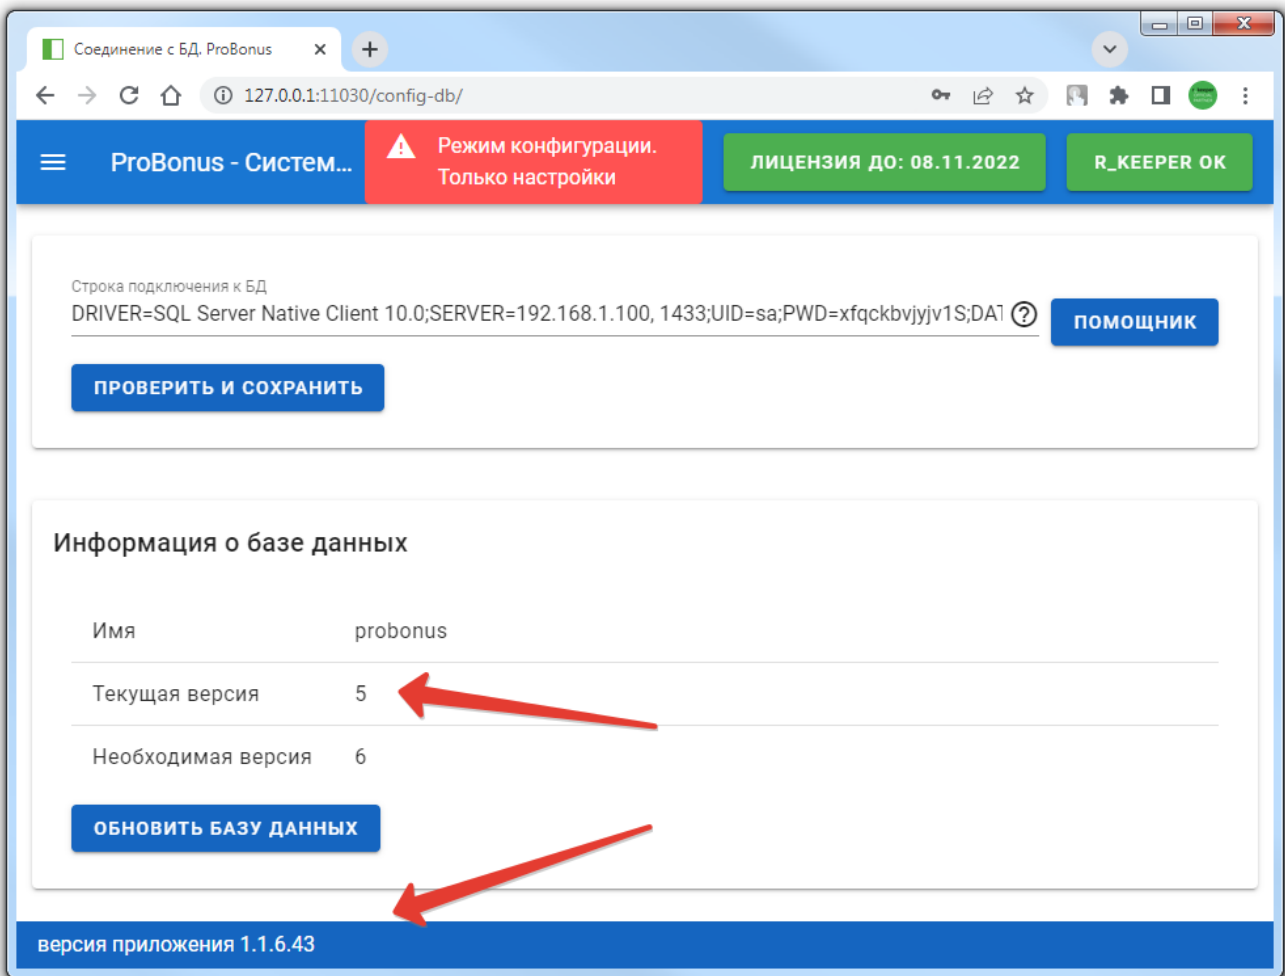 Соединение с БД. ProBonus
127.0.0.1:11030/config-db/
ProBonus - Систем...
Режим конфигурации.
Только настройки
ЛИЦЕНЗИЯ ДО: 08.11.2022
R_KEEPER OK
Строка подключения к БД
DRIVER=SQL Server Native Client 10.0;SERVER=192.168.1.100, 1433;UID=sa;PWD=xfqckbvjyjv1S;DAT
ПОМОЩНИК
ПРОВЕРИТЬ И СОХРАНИТЬ
Информация о базе данных
Имя probonus
Текущая версия 5
Необходимая версия 6
ОБНОВИТЬ БАЗУ ДАННЫХ
версия приложения 1.1.6.43